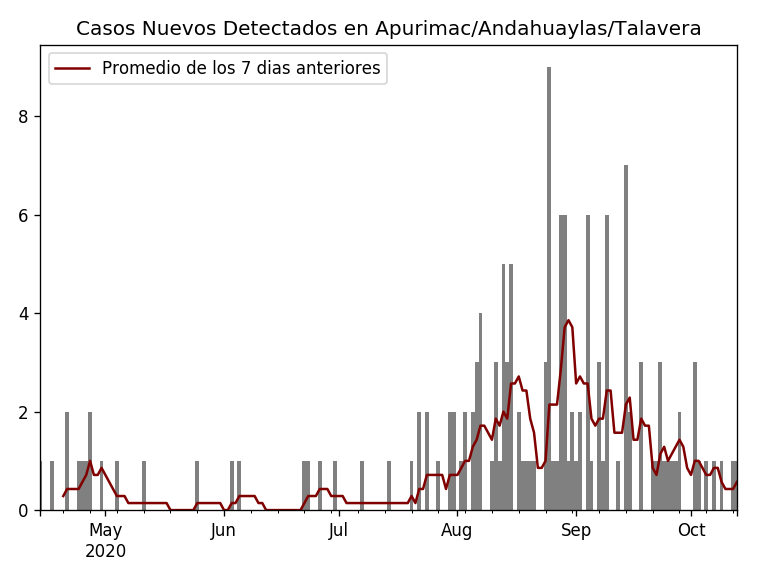 Casos Nuevos Detectados en Apurimac/Andahuaylas/Talavera
Promedio de los 7 dias anteriores
8
6
4
2
0
May Jun Jul Aug Sep Oct
2020